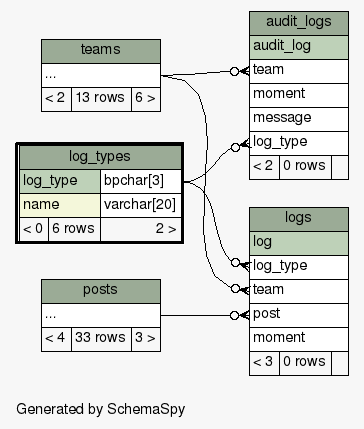 teams
...
< 2 13 rows 6 >
log_types
log_type bpchar[3]
name varchar[20]
< 0 6 rows 2 >
posts
...
< 4 33 rows 3 >
audit_logs
audit_log
team
moment
message
log_type
< 2 0 rows
logs
log
log_type
team
post
moment
< 3 0 rows
Generated by SchemaSpy